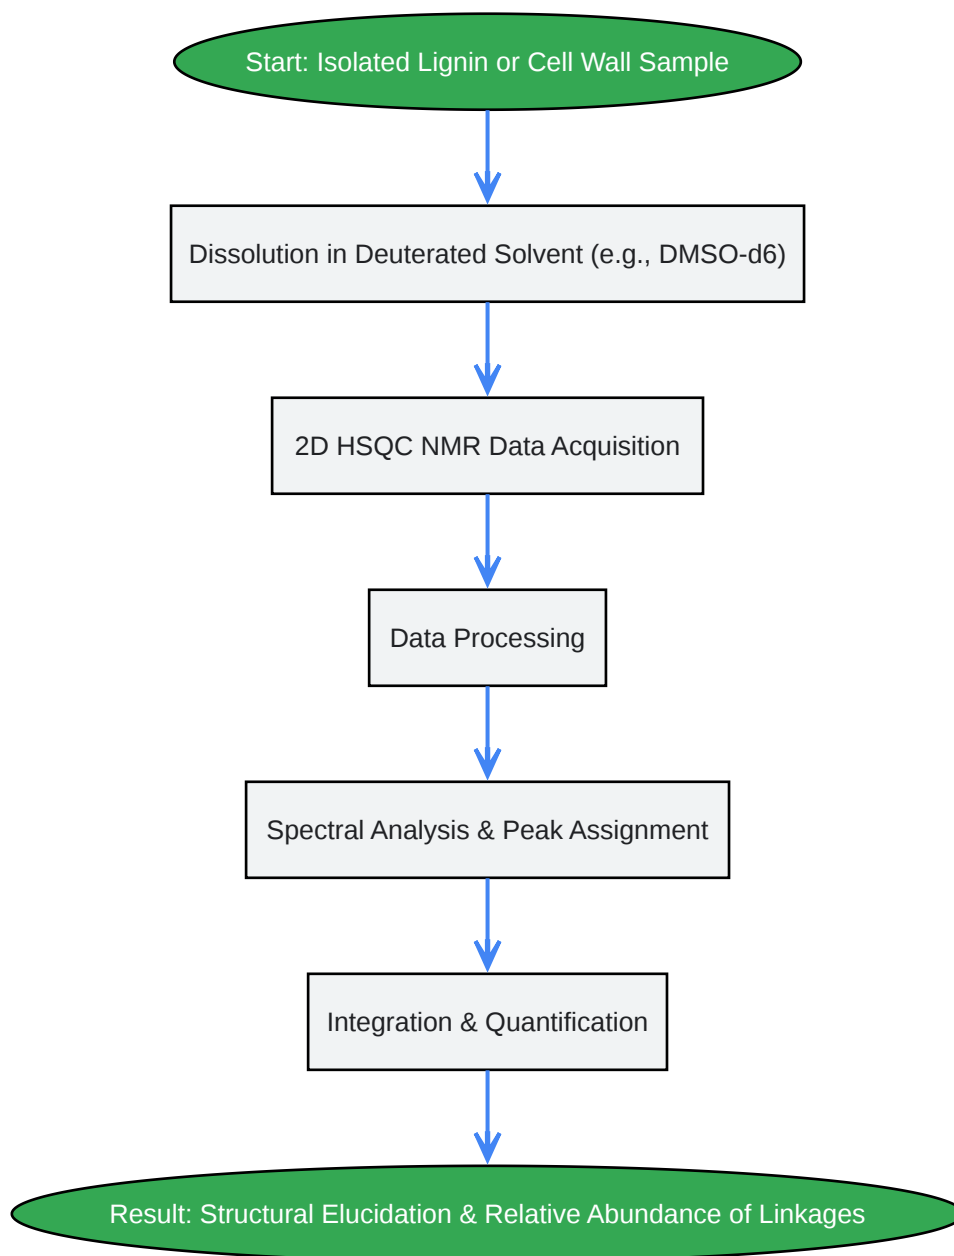 Start: Isolated Lignin or Cell Wall Sample
Dissolution in Deuterated Solvent (e.g., DMSO-d6)
2D HSQC NMR Data Acquisition
Data Processing
Spectral Analysis & Peak Assignment
Integration & Quantification
Result: Structural Elucidation & Relative Abundance of Linkages